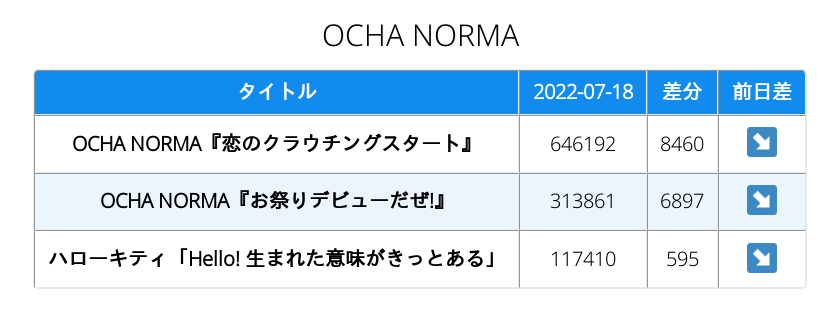 OCHA NORMA
タイトル 2022-07-18 差分 前日差
OCHA NORMA『恋のクラウチングスタート』 646192 8460 ↘
OCHA NORMA『お祭りデビューだぜ!』 313861 6897 ↘
ハローキティ「Hello! 生まれた意味がきっとある」 117410 595 ↘